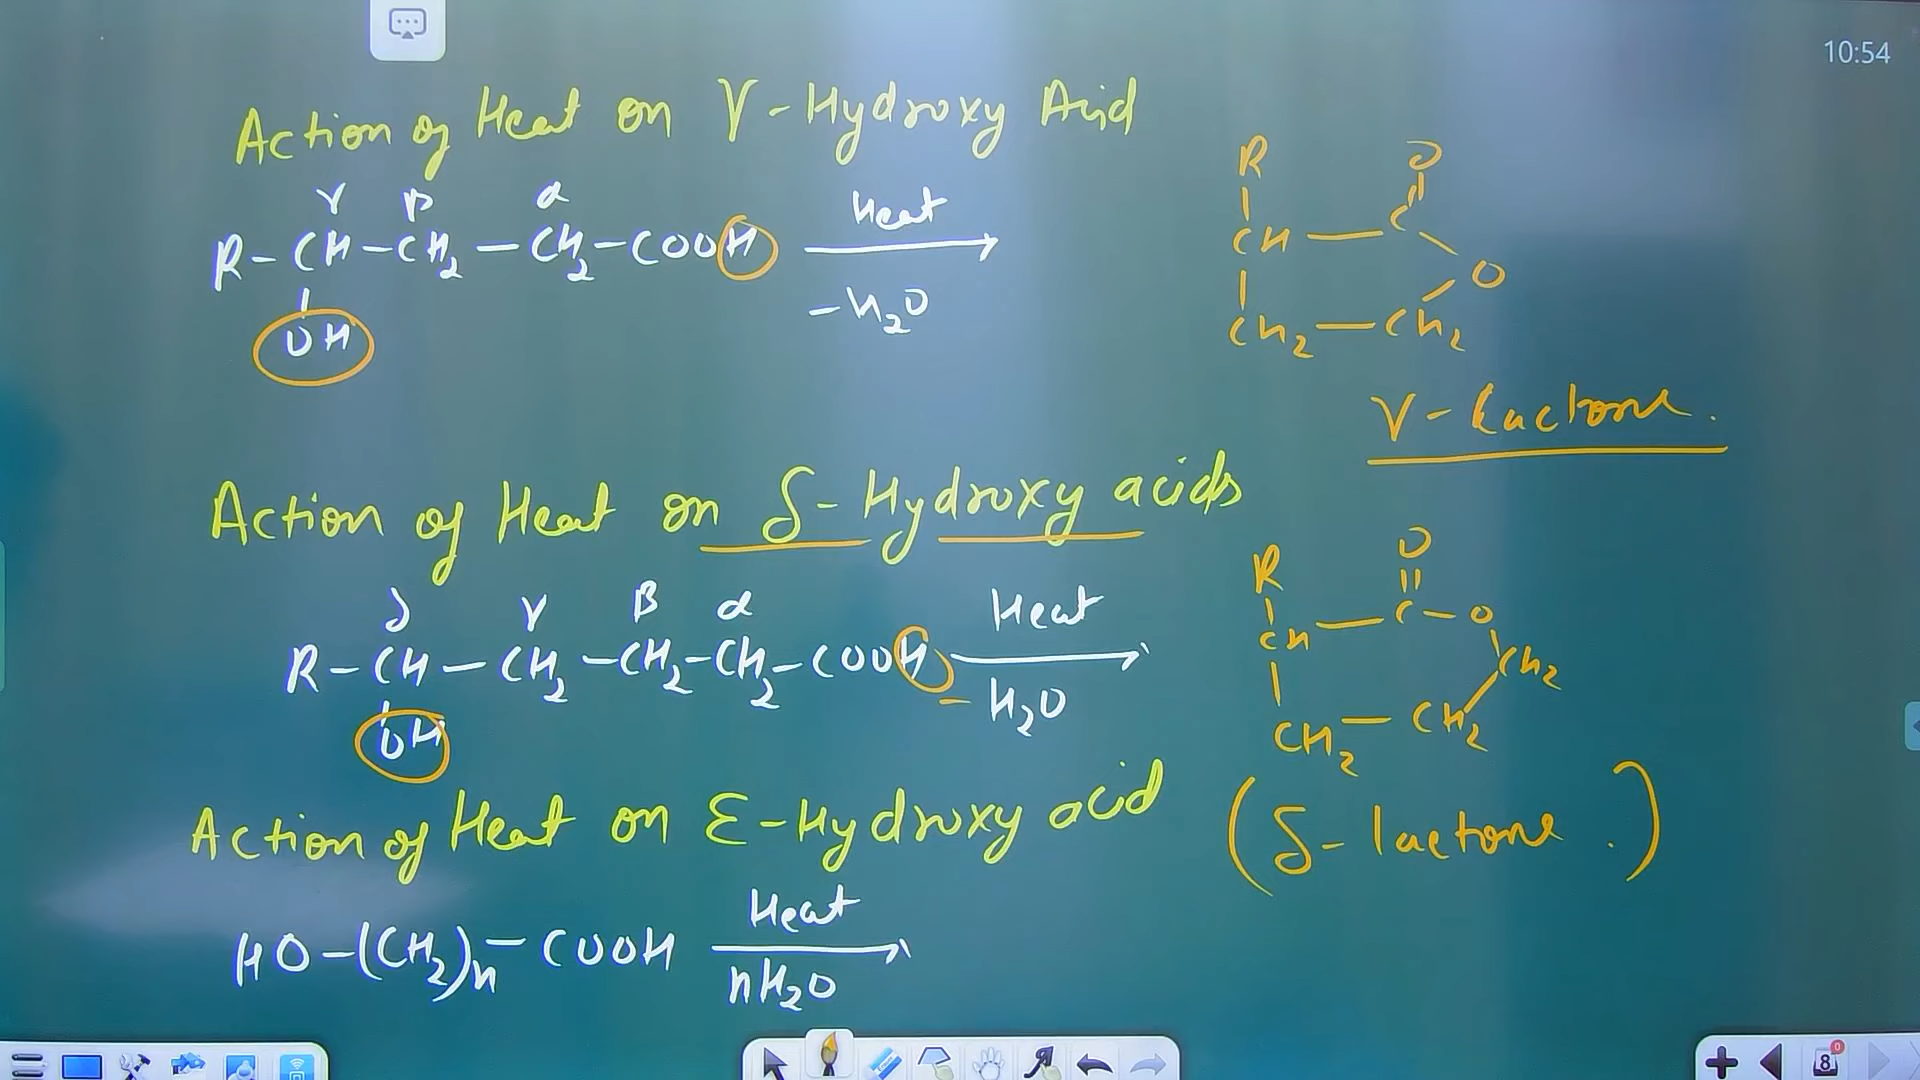 10:54
Action of Heat on γ-Hydroxy Acid
γ β α
R-CH-CH2-CH2-COOH Heat
OH -H2O
R O
CH — C
O
CH2 — CH2
γ-Lactone.
Action of Heat on δ-Hydroxy acids
δ γ β α
R-CH-CH2-CH2-CH2-COOH Heat
OH -H2O
R O
CH — C-O
CH2
CH2-CH2
(δ-lactone.)
Action of Heat on ε-Hydroxy acid
HO-(CH2)n-COOH Heat
nH2O
8
0